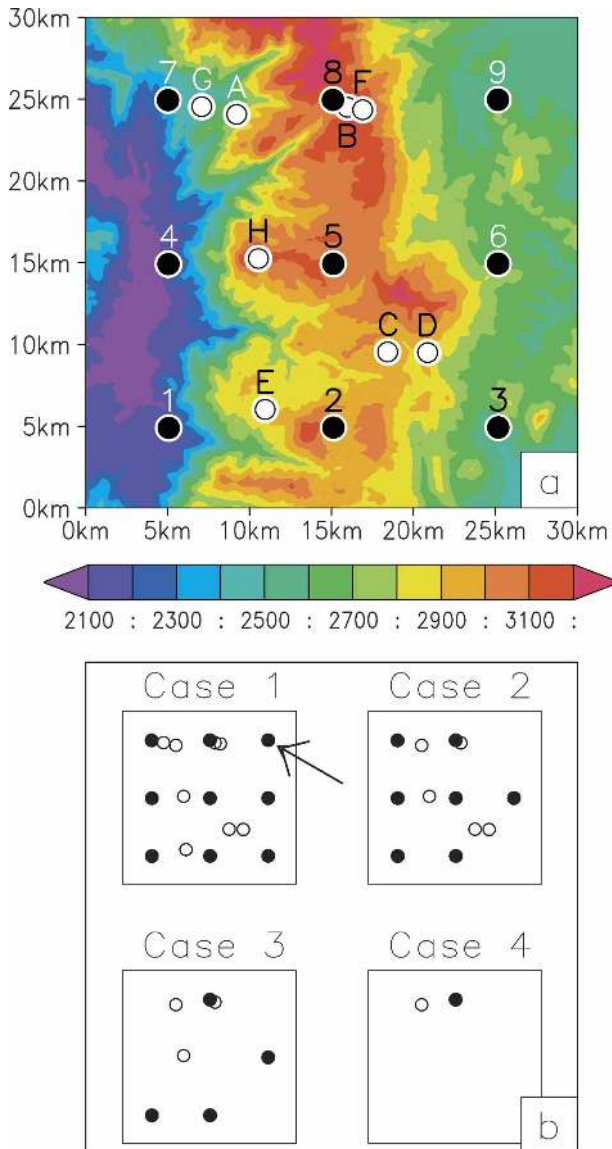 30km
7 G A 8 F 9
25km
B
20km
4 H 5 6
15km
C D
10km
E
1 2 3
5km
a
0km
0km 5km 10km 15km 20km 25km 30km
2100 : 2300 : 2500 : 2700 : 2900 : 3100 :
Case 1 Case 2
Case 3 Case 4
b